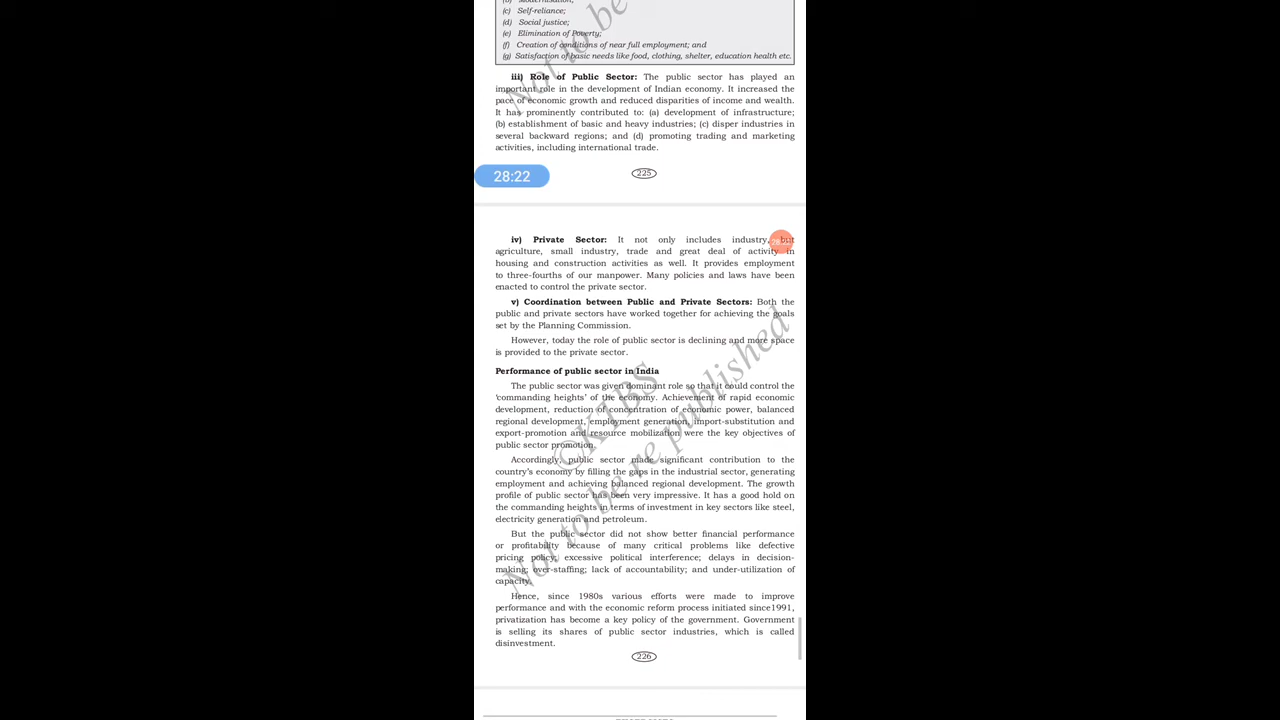 (b) Modernisation;
(c) Self-reliance;
(d) Social justice;
(e) Elimination of Poverty;
(f) Creation of conditions of near full employment; and
(g) Satisfaction of basic needs like food, clothing, shelter, education health etc.
iii) Role of Public Sector: The public sector has played an
important role in the development of Indian economy. It increased the
pace of economic growth and reduced disparities of income and wealth.
It has prominently contributed to: (a) development of infrastructure;
(b) establishment of basic and heavy industries; (c) disper industries in
several backward regions; and (d) promoting trading and marketing
activities, including international trade.
28:22
225
iv) Private Sector: It not only includes industry, but
agriculture, small industry, trade and great deal of activity in
housing and construction activities as well. It provides employment
to three-fourths of our manpower. Many policies and laws have been
enacted to control the private sector.
v) Coordination between Public and Private Sectors: Both the
public and private sectors have worked together for achieving the goals
set by the Planning Commission.
However, today the role of public sector is declining and more space
is provided to the private sector.
Performance of public sector in India
The public sector was given dominant role so that it could control the
'commanding heights' of the economy. Achievement of rapid economic
development, reduction of concentration of economic power, balanced
regional development, employment generation, import-substitution and
export-promotion and resource mobilization were the key objectives of
public sector promotion.
Accordingly, public sector made significant contribution to the
country's economy by filling the gaps in the industrial sector, generating
employment and achieving balanced regional development. The growth
profile of public sector has been very impressive. It has a good hold on
the commanding heights in terms of investment in key sectors like steel,
electricity generation and petroleum.
But the public sector did not show better financial performance
or profitability because of many critical problems like defective
pricing policy; excessive political interference; delays in decision-
making; over-staffing; lack of accountability; and under-utilization of
capacity.
Hence, since 1980s various efforts were made to improve
performance and with the economic reform process initiated since1991,
privatization has become a key policy of the government. Government
is selling its shares of public sector industries, which is called
disinvestment.
226
©KTBS
Not to be re published
Not to be